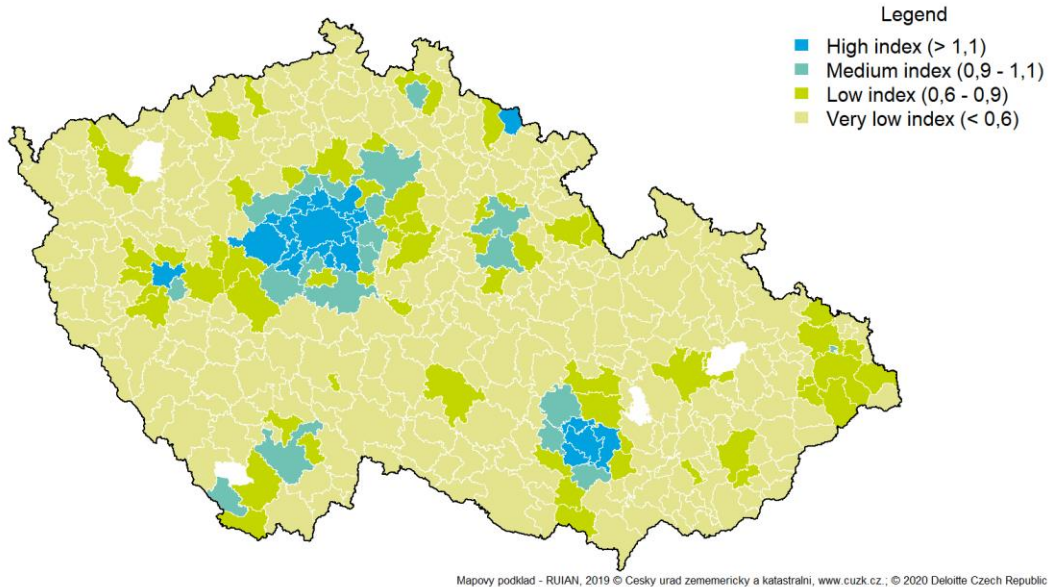 Legend
High index (> 1,1)
Medium index (0,9 - 1,1)
Low index (0,6 - 0,9)
Very low index (< 0,6)
Mapovy podklad - RUIAN, 2019 © Cesky urad zememericky a katastralni, www.cuzk.cz.; © 2020 Deloitte Czech Republic